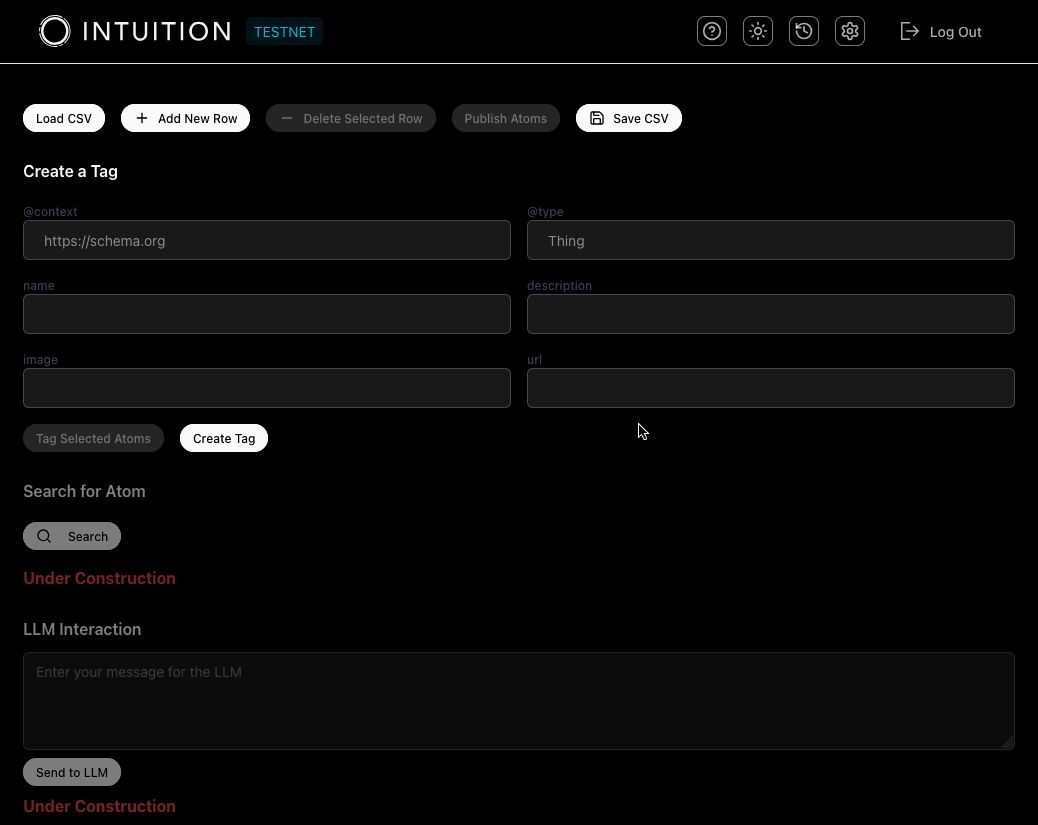 INTUITION TESTNET Log Out
Load CSV Add New Row Delete Selected Row Publish Atoms Save CSV
Create a Tag
@context @type
https://schema.org Thing
name description
image url
Tag Selected Atoms Create Tag
Search for Atom
Search
Under Construction
LLM Interaction
Enter your message for the LLM
Send to LLM
Under Construction